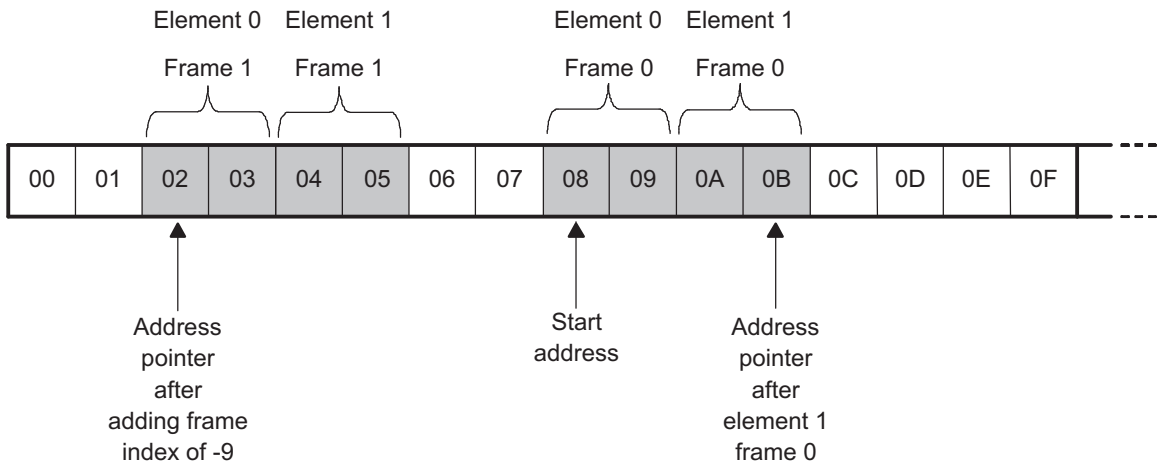 Element 0 Element 1 Element 0 Element 1
Frame 1 Frame 1 Frame 0 Frame 0
00 01 02 03 04 05 06 07 08 09 0A 0B 0C 0D 0E 0F
Address
pointer
after
adding frame
index of -9
Start
address
Address
pointer
after
element 1
frame 0